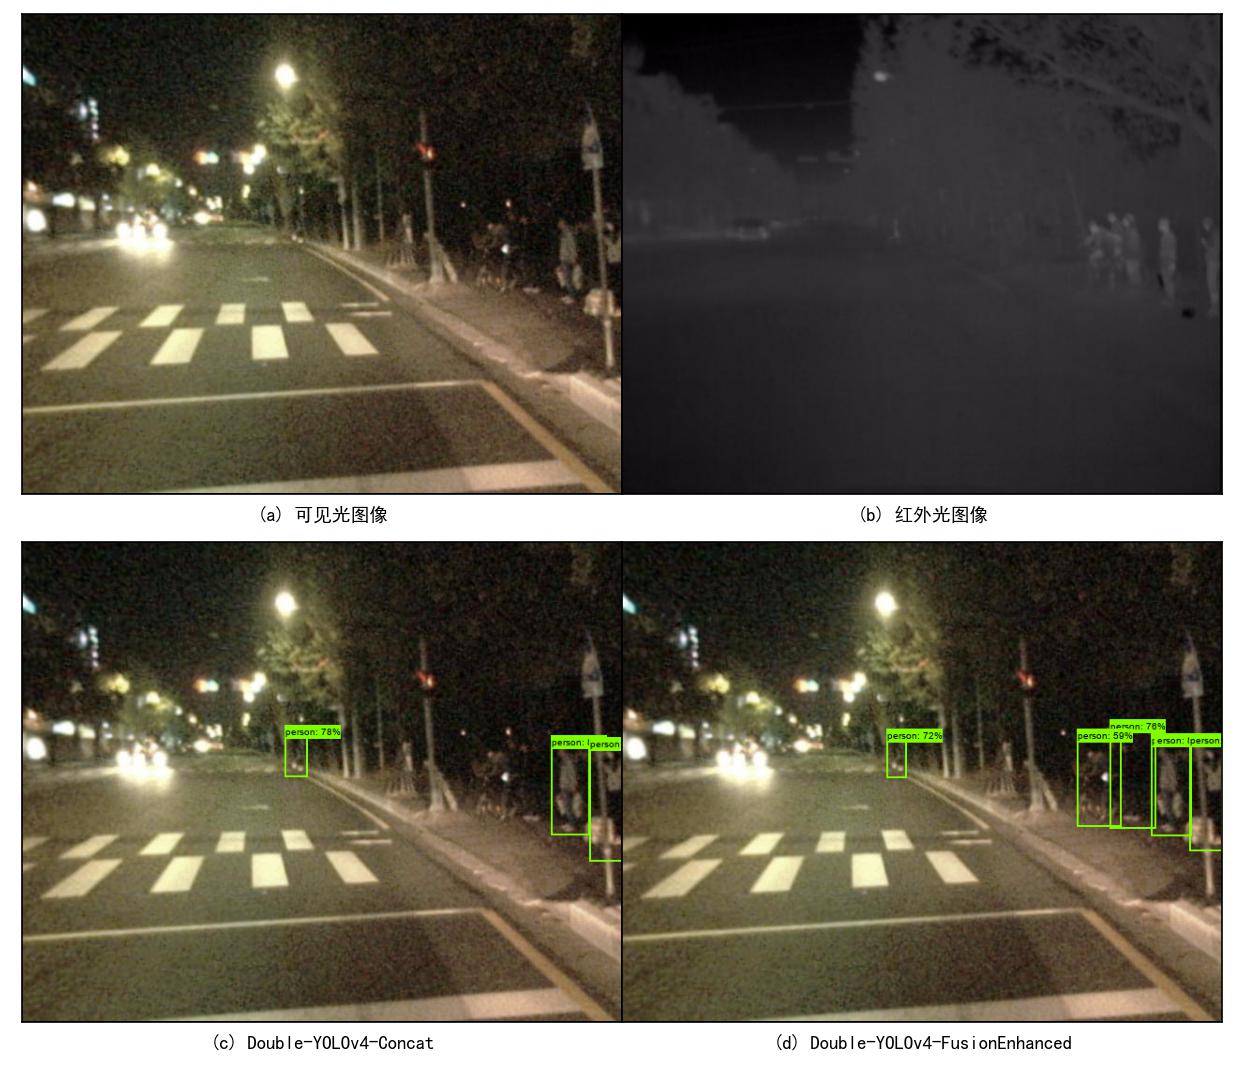 (a) 可见光图像
(b) 红外光图像
person: 78%
person:
person
person: 72%
person: 76%
person: 59%
person
(c) Double-YOLOv4-Concat
(d) Double-YOLOv4-FusionEnhanced